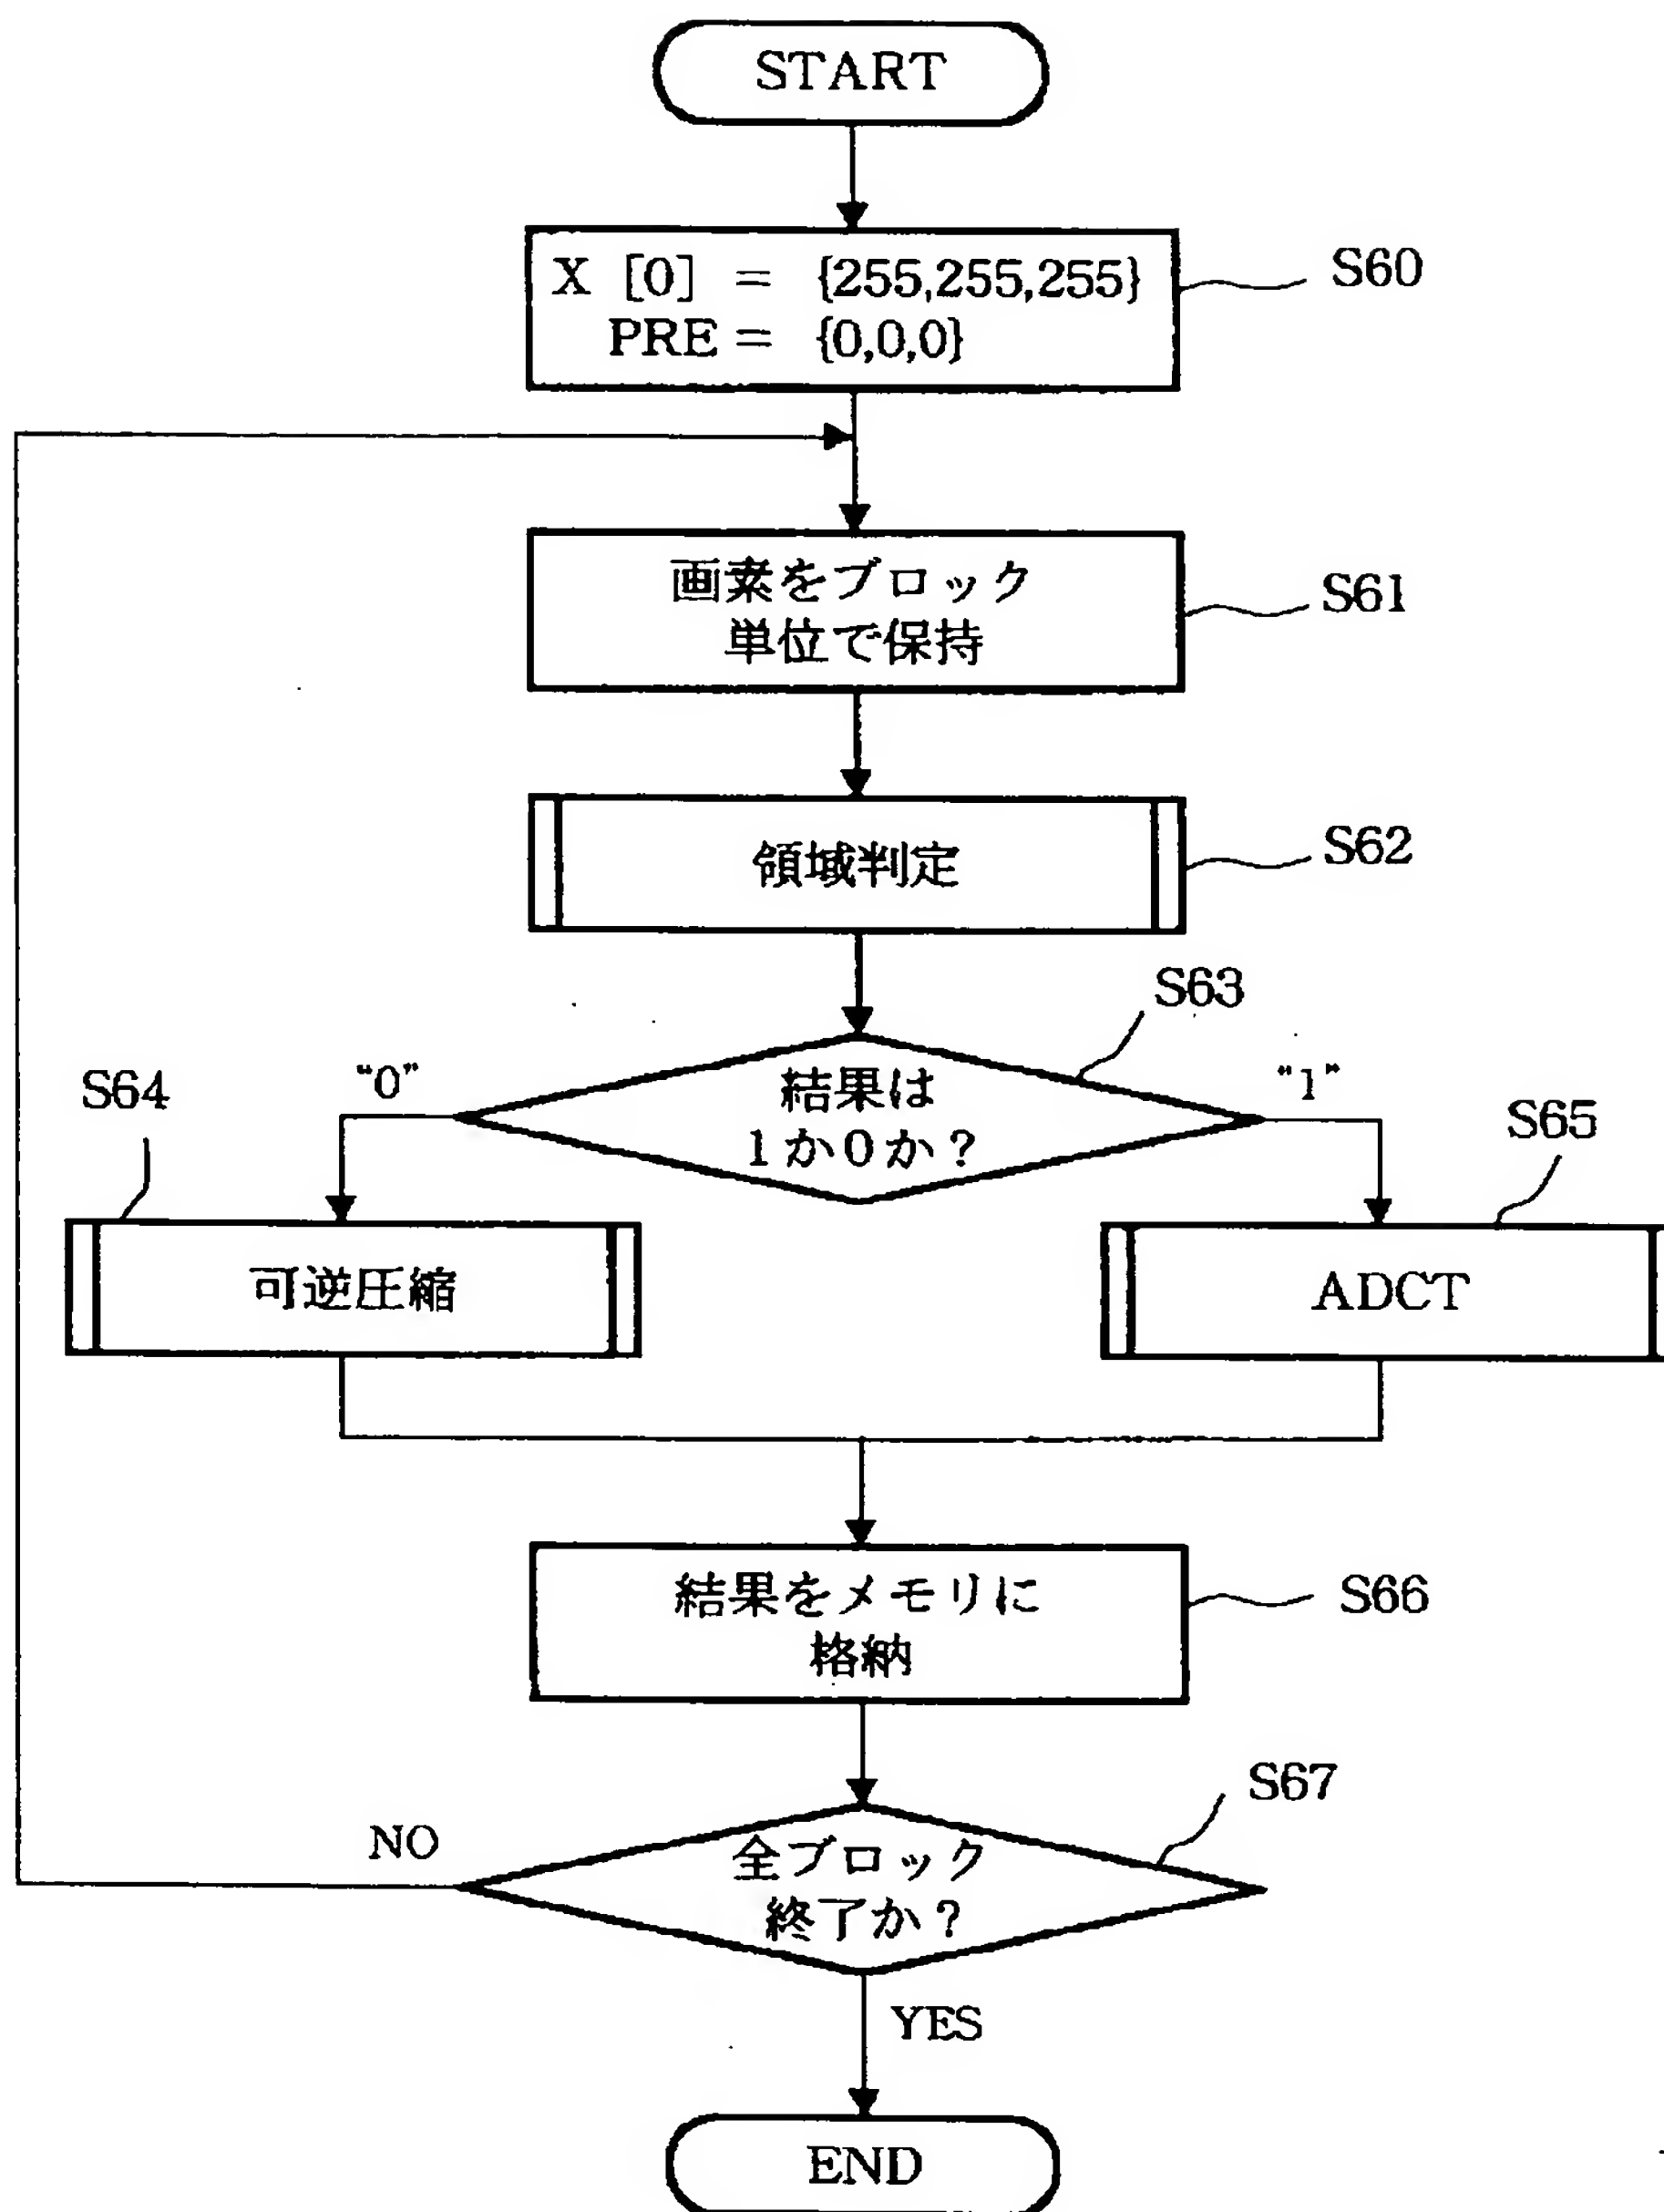 START
X [0] = {255,255,255}
PRE = {0,0,0}
S60
画素をブロック
単位で保持
S61
領域判定
S62
S63
結果は
1か0か？
“0”
“1”
S64
可逆圧縮
S65
ADCT
結果をメモリに
格納
S66
S67
全ブロック
終了か？
NO
YES
END